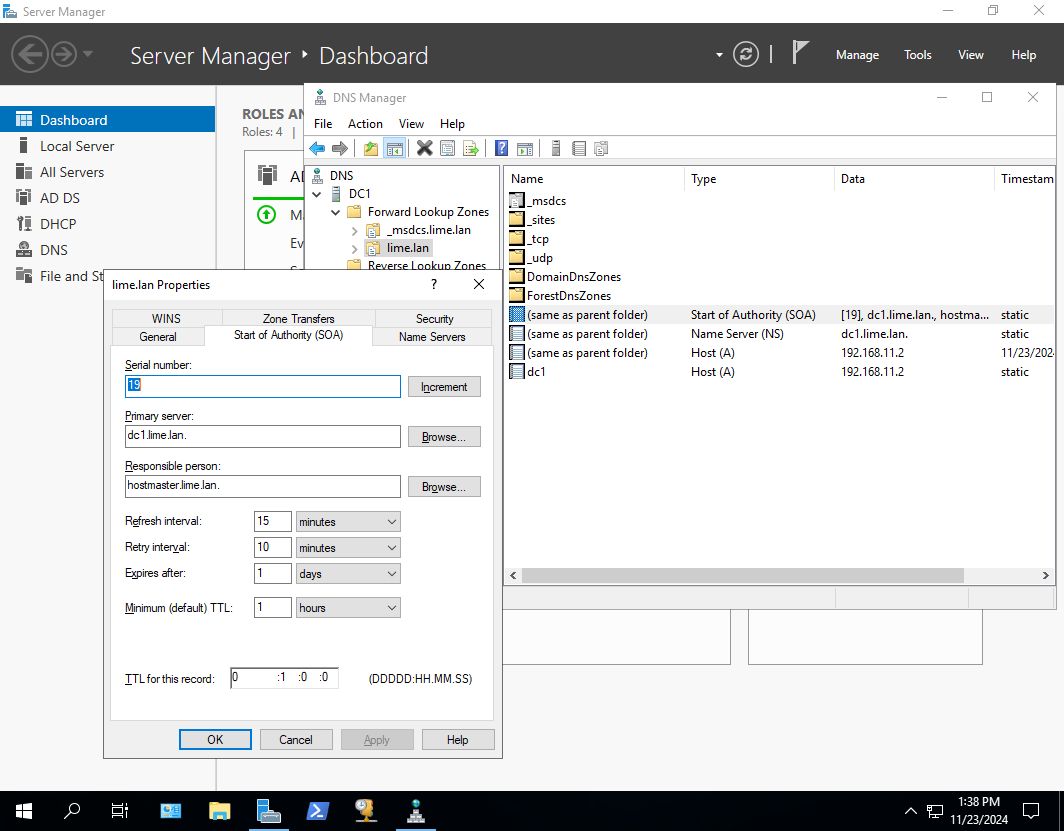 Server Manager
Server Manager ‣ Dashboard
Manage Tools View Help
Dashboard
Local Server
All Servers
AD DS
DHCP
DNS
File and St
ROLES AN
Roles: 4 |
AD
Ma
Ev
DNS Manager
File Action View Help
DNS
DC1
Forward Lookup Zones
_msdcs.lime.lan
lime.lan
Reverse Lookup Zones
Name Type Data Timestam
_msdcs
_sites
_tcp
_udp
DomainDnsZones
ForestDnsZones
(same as parent folder) Start of Authority (SOA) [19], dc1.lime.lan., hostma... static
(same as parent folder) Name Server (NS) dc1.lime.lan. static
(same as parent folder) Host (A) 192.168.11.2 11/23/2024
dc1 Host (A) 192.168.11.2 static
lime.lan Properties ?
WINS Zone Transfers Security
General Start of Authority (SOA) Name Servers
Serial number:
19 Increment
Primary server:
dc1.lime.lan. Browse...
Responsible person:
hostmaster.lime.lan. Browse...
Refresh interval: 15 minutes
Retry interval: 10 minutes
Expires after: 1 days
Minimum (default) TTL: 1 hours
TTL for this record: 0 :1 :0 :0 (DDDDD:HH.MM.SS)
OK Cancel Apply Help
1:38 PM
11/23/2024